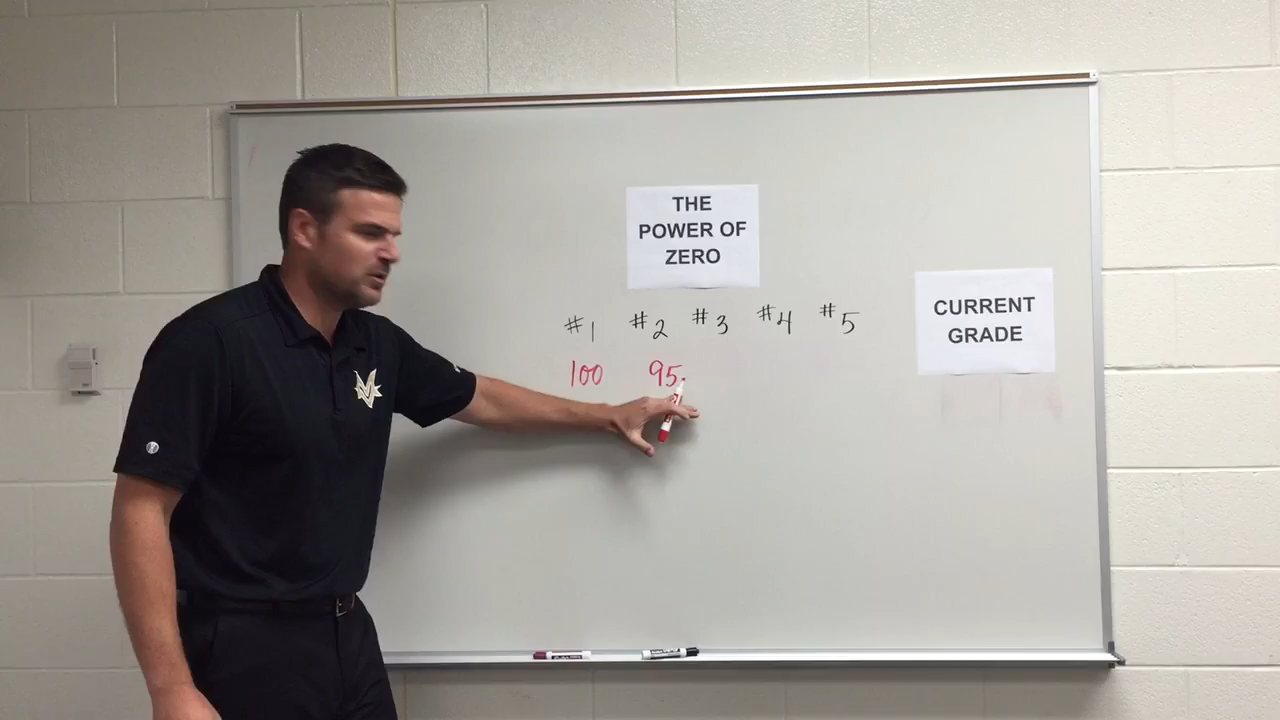 THE
POWER OF
ZERO
CURRENT
GRADE
#1 #2 #3 #4 #5
100 95